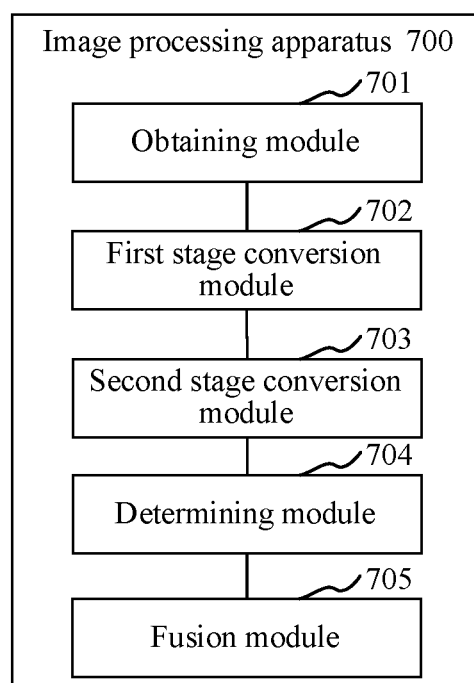 Image processing apparatus 700
701
Obtaining module
702
First stage conversion
module
703
Second stage conversion
module
704
Determining module
705
Fusion module